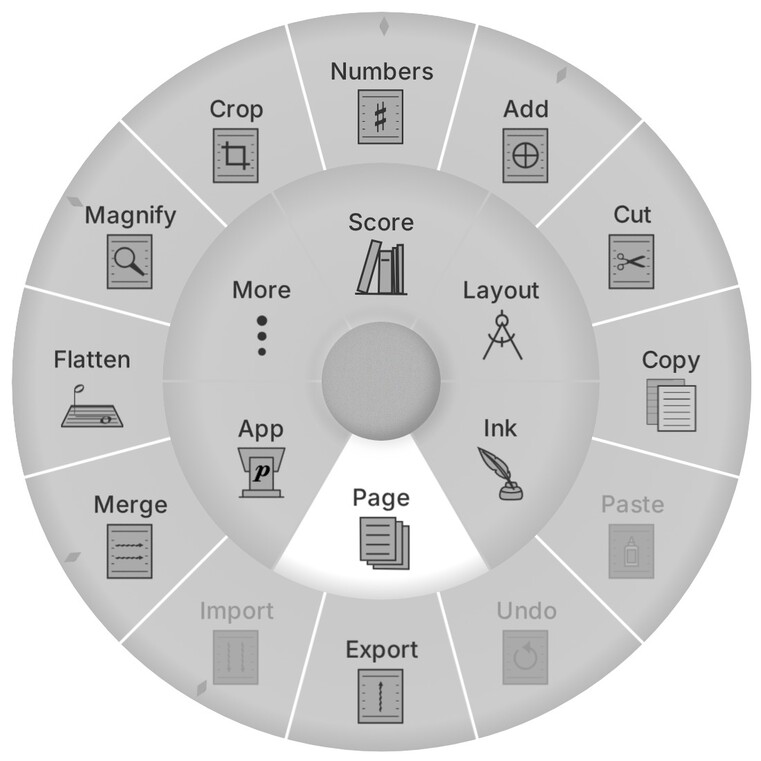 Numbers
Crop
Add
Magnify
Cut
Score
More
Layout
Flatten
Copy
App
Ink
p
Page
Merge
Paste
Import
Undo
Export